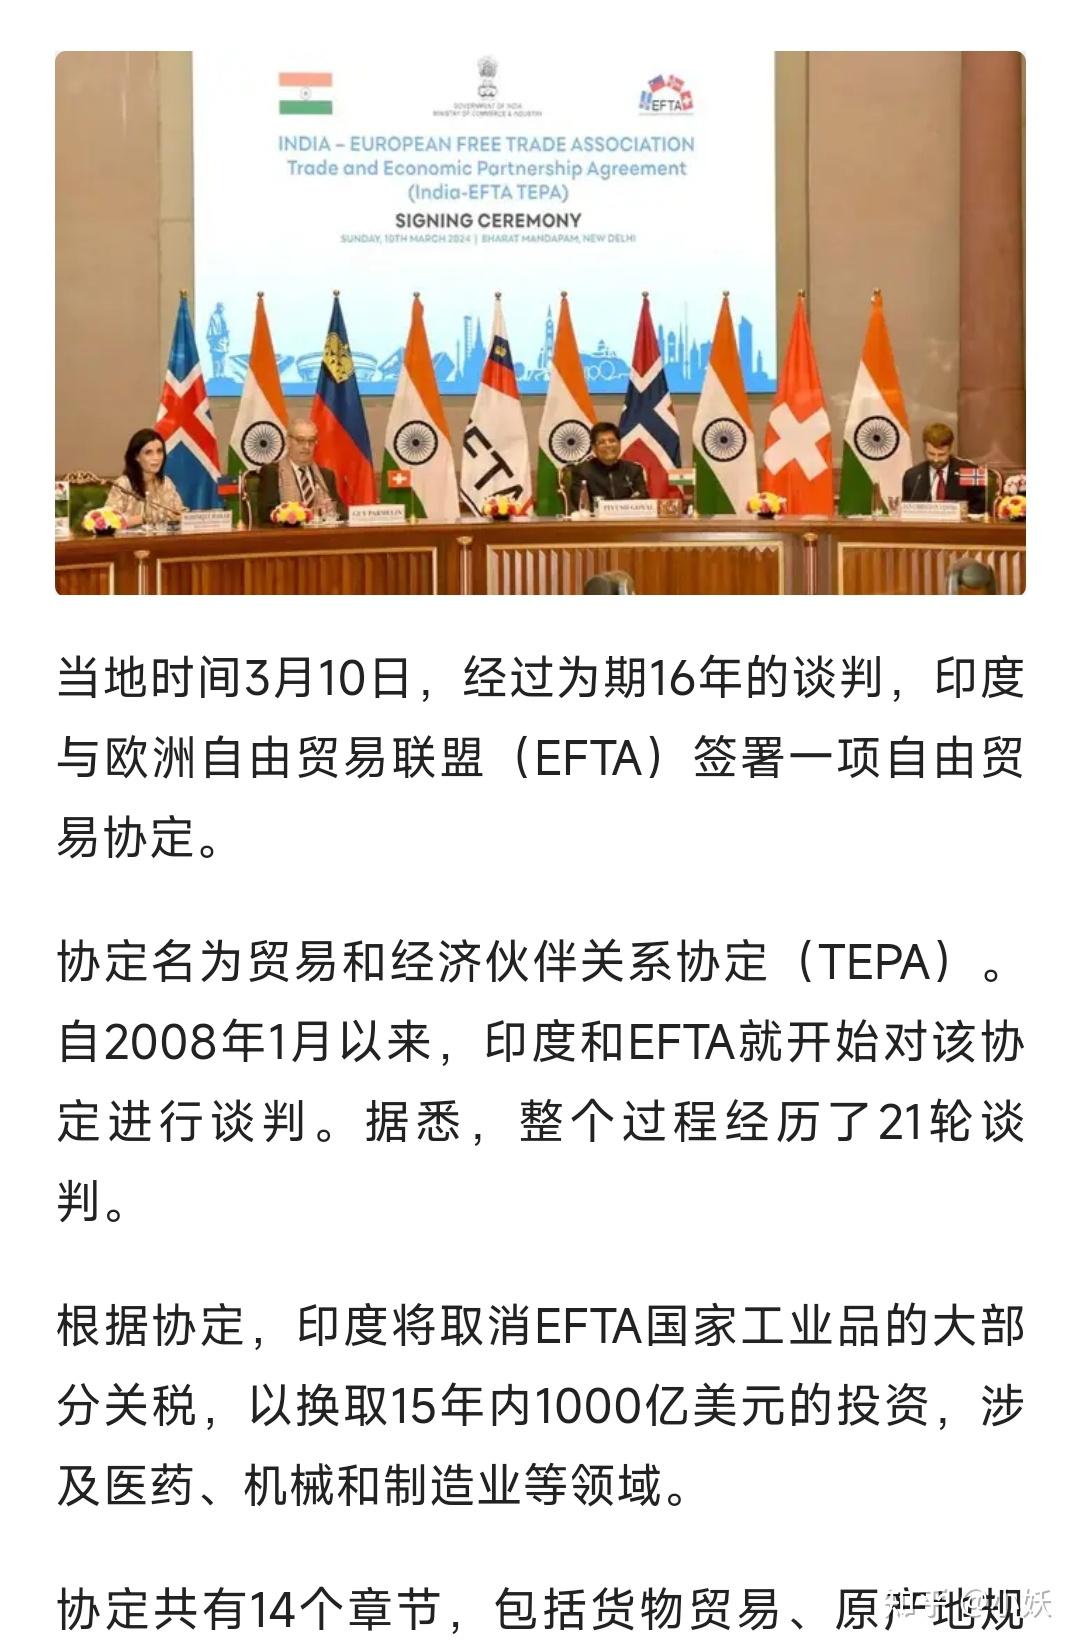 GOVERNMENT OF INDIA
MINISTRY OF COMMERCE & INDUSTRY
EFTA
INDIA – EUROPEAN FREE TRADE ASSOCIATION
Trade and Economic Partnership Agreement
(India-EFTA TEPA)
SIGNING CEREMONY
SUNDAY, 10TH MARCH 2024 | BHARAT MANDAPAM, NEW DELHI
EFTA
GUY PARMELIN
PIYUSH GOYAL
当地时间3月10日，经过为期16年的谈判，印度
与欧洲自由贸易联盟（EFTA）签署一项自由贸
易协定。
协定名为贸易和经济伙伴关系协定（TEPA）。
自2008年1月以来，印度和EFTA就开始对该协
定进行谈判。据悉，整个过程经历了21轮谈
判。
根据协定，印度将取消EFTA国家工业品的大部
分关税，以换取15年内1000亿美元的投资，涉
及医药、机械和制造业等领域。
协定共有14个章节，包括货物贸易、原产地规
知乎 @小妖